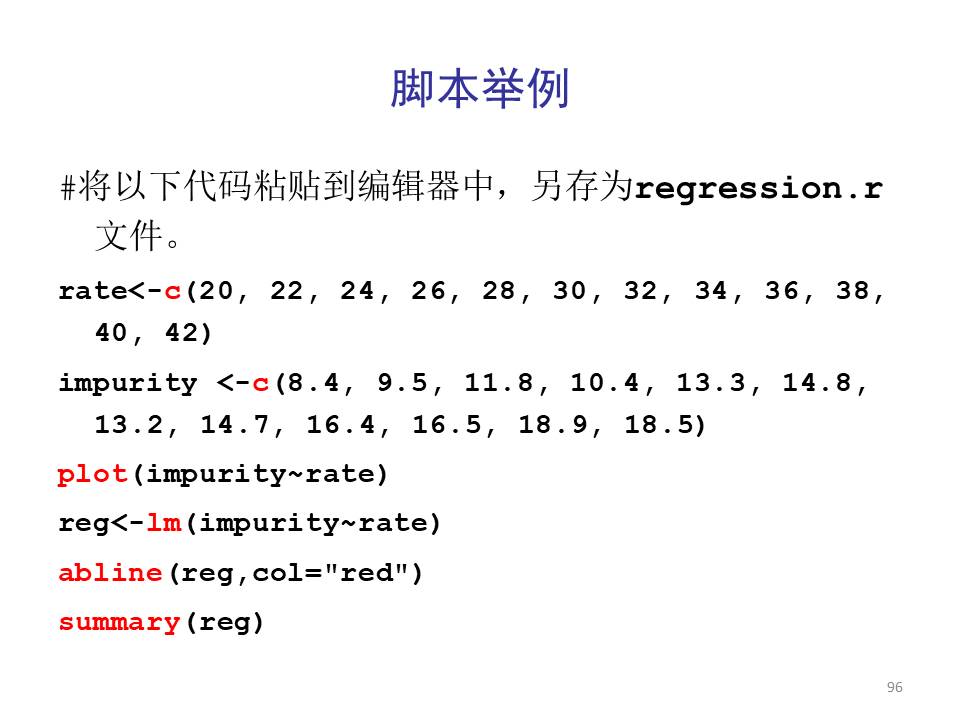 脚本举例
#将以下代码粘贴到编辑器中，另存为regression.r
文件。
rate<-c(20, 22, 24, 26, 28, 30, 32, 34, 36, 38,
40, 42)
impurity <-c(8.4, 9.5, 11.8, 10.4, 13.3, 14.8,
13.2, 14.7, 16.4, 16.5, 18.9, 18.5)
plot(impurity~rate)
reg<-lm(impurity~rate)
abline(reg,col="red")
summary(reg)
96